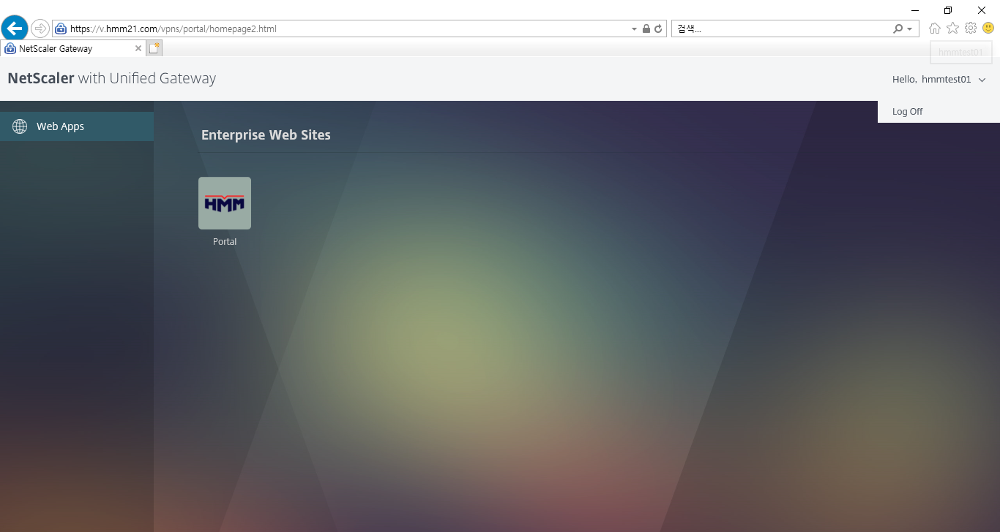 https://v.hmm21.com/vpns/portal/homepage2.html
검색...
NetScaler Gateway
hmmtest01
NetScaler with Unified Gateway
Hello, hmmtest01
Log Off
Web Apps
Enterprise Web Sites
HMM
Portal